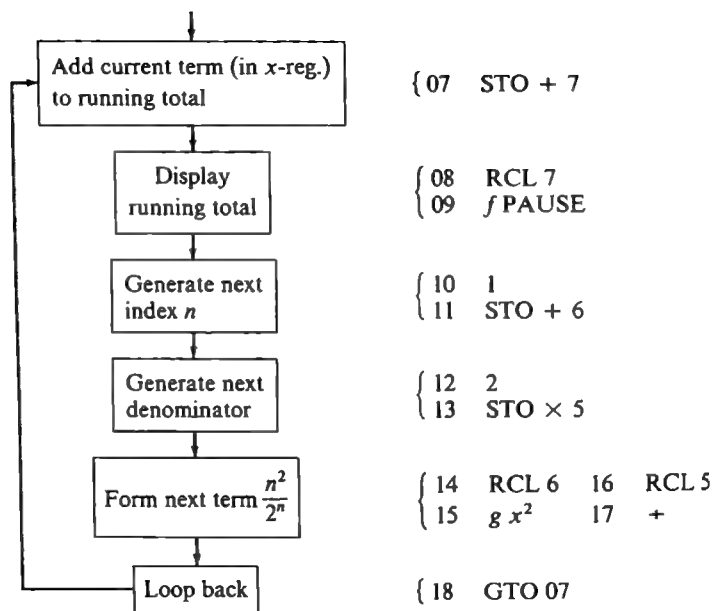 Add current term (in x-reg.)
to running total
{ 07 STO + 7
Display
running total
{ 08 RCL 7
09 f PAUSE
Generate next
index n
{ 10 1
11 STO + 6
Generate next
denominator
{ 12 2
13 STO × 5
Form next term n²/2ⁿ
{ 14 RCL 6 16 RCL 5
15 g x² 17 +
Loop back
{ 18 GTO 07